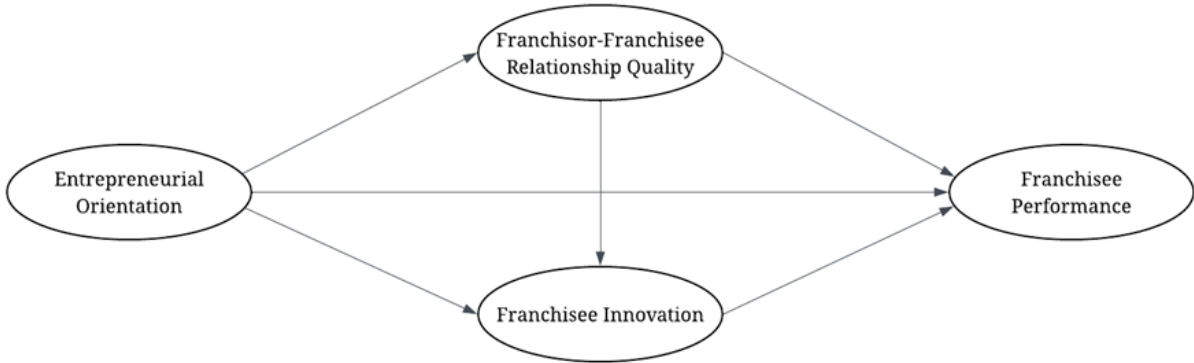 Franchisor-Franchisee
Relationship Quality
Entrepreneurial
Orientation
Franchisee
Performance
Franchisee Innovation